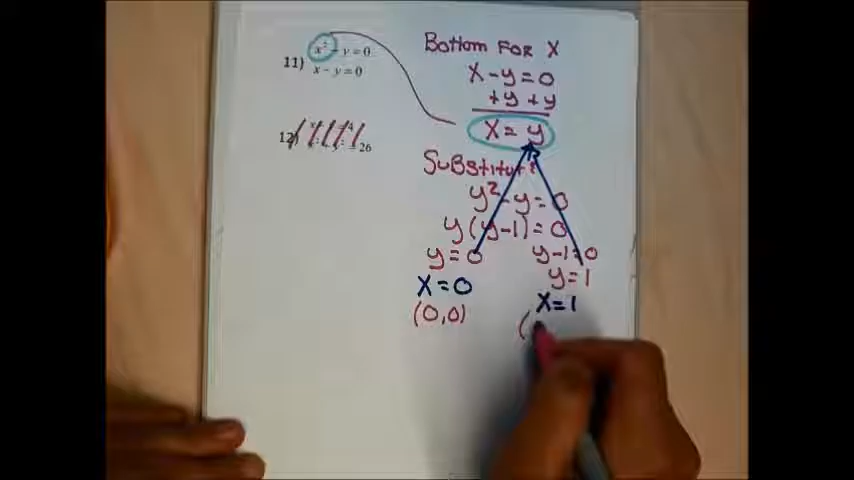 11) x² - y = 0
x - y = 0
12)
26
Bottom FOR X
X - y = 0
+y +y
X = y
Substitute
y² - y = 0
y(y-1) = 0
y = 0
y-1=0
y = 1
X = 0
X = 1
(0,0)
(